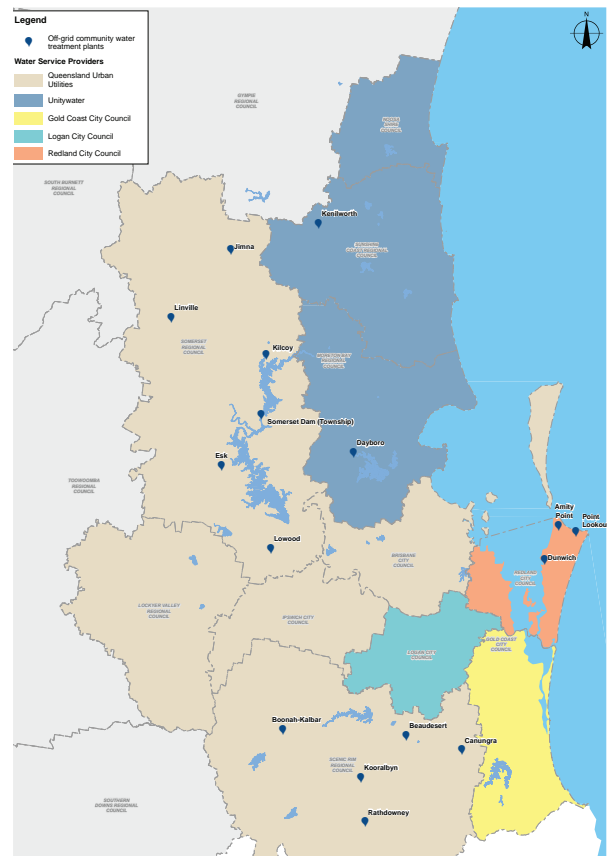 Legend
Off-grid community water
treatment plants
Water Service Providers
Queensland Urban
Utilities
Unitywater
Gold Coast City Council
Logan City Council
Redland City Council
N
GYMPIE
REGIONAL
COUNCIL
NOOSA
SHIRE
COUNCIL
SOUTH BURNETT
REGIONAL
COUNCIL
Kenilworth
Jimna
SUNSHINE
COAST REGIONAL
COUNCIL
Linville
SOMERSET
REGIONAL
COUNCIL
Kilcoy
MORETON BAY
REGIONAL
COUNCIL
Somerset Dam (Township)
Dayboro
Esk
TOOWOOMBA
REGIONAL
COUNCIL
Amity
Point
Point
Lookou
Lowood
BRISBANE
CITY
COUNCIL
Dunwich
REDLAND
CITY
COUNCIL
LOCKYER VALLEY
REGIONAL
COUNCIL
IPSWICH CITY
COUNCIL
GOLD COAST
CITY
COUNCIL
LOGAN CITY
COUNCIL
Boonah-Kalbar
Beaudesert
Canungra
SCENIC RIM
REGIONAL
COUNCIL
Kooralbyn
SOUTHERN
DOWNS REGIONAL
COUNCIL
Rathdowney